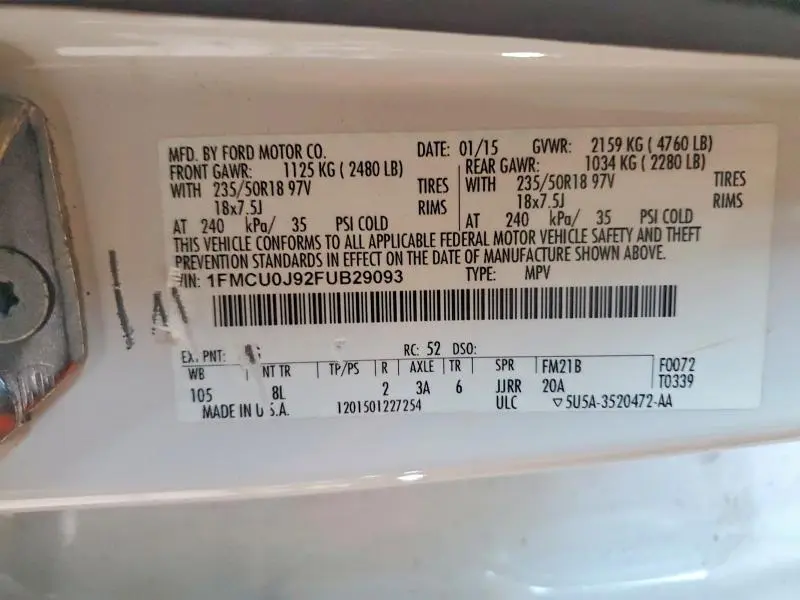 MFD. BY FORD MOTOR CO. DATE: 01/15 GVWR: 2159 KG ( 4760 LB)
FRONT GAWR: 1125 KG ( 2480 LB) REAR GAWR: 1034 KG ( 2280 LB)
WITH 235/50R18 97V TIRES WITH 235/50R18 97V TIRES
18x7.5J RIMS 18x7.5J RIMS
AT 240 kPa/ 35 PSI COLD AT 240 kPa/ 35 PSI COLD
THIS VEHICLE CONFORMS TO ALL APPLICABLE FEDERAL MOTOR VEHICLE SAFETY AND THEFT
PREVENTION STANDARDS IN EFFECT ON THE DATE OF MANUFACTURE SHOWN ABOVE.
VIN: 1FMCU0J92FUB29093 TYPE: MPV
EX. PNT: RC: 52 DSO:
WB NT TR TP/PS R AXLE TR SPR FM21B F0072
105 8L 2 3A 6 JJRR 20A T0339
MADE IN U.S.A. 1201501227254 ULC ▽5U5A-3520472-AA